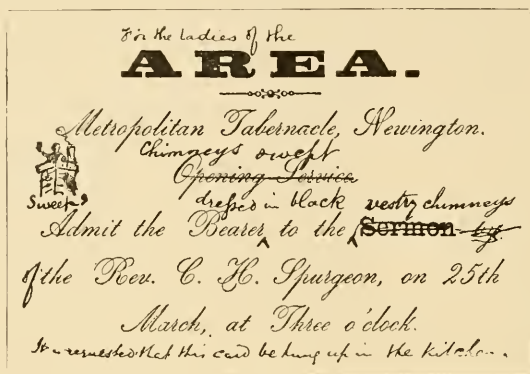 For the ladies of the
AREA.
Metropolitan Tabernacle, Newington.
Chimneys swept
Opening Service
Sweep
dressed in black vestry chimneys
Admit the Bearer to the Sermon by
of the Rev. C. H. Spurgeon, on 25th
March, at Three o'clock.
It is requested that this card be hung up in the kitchen.